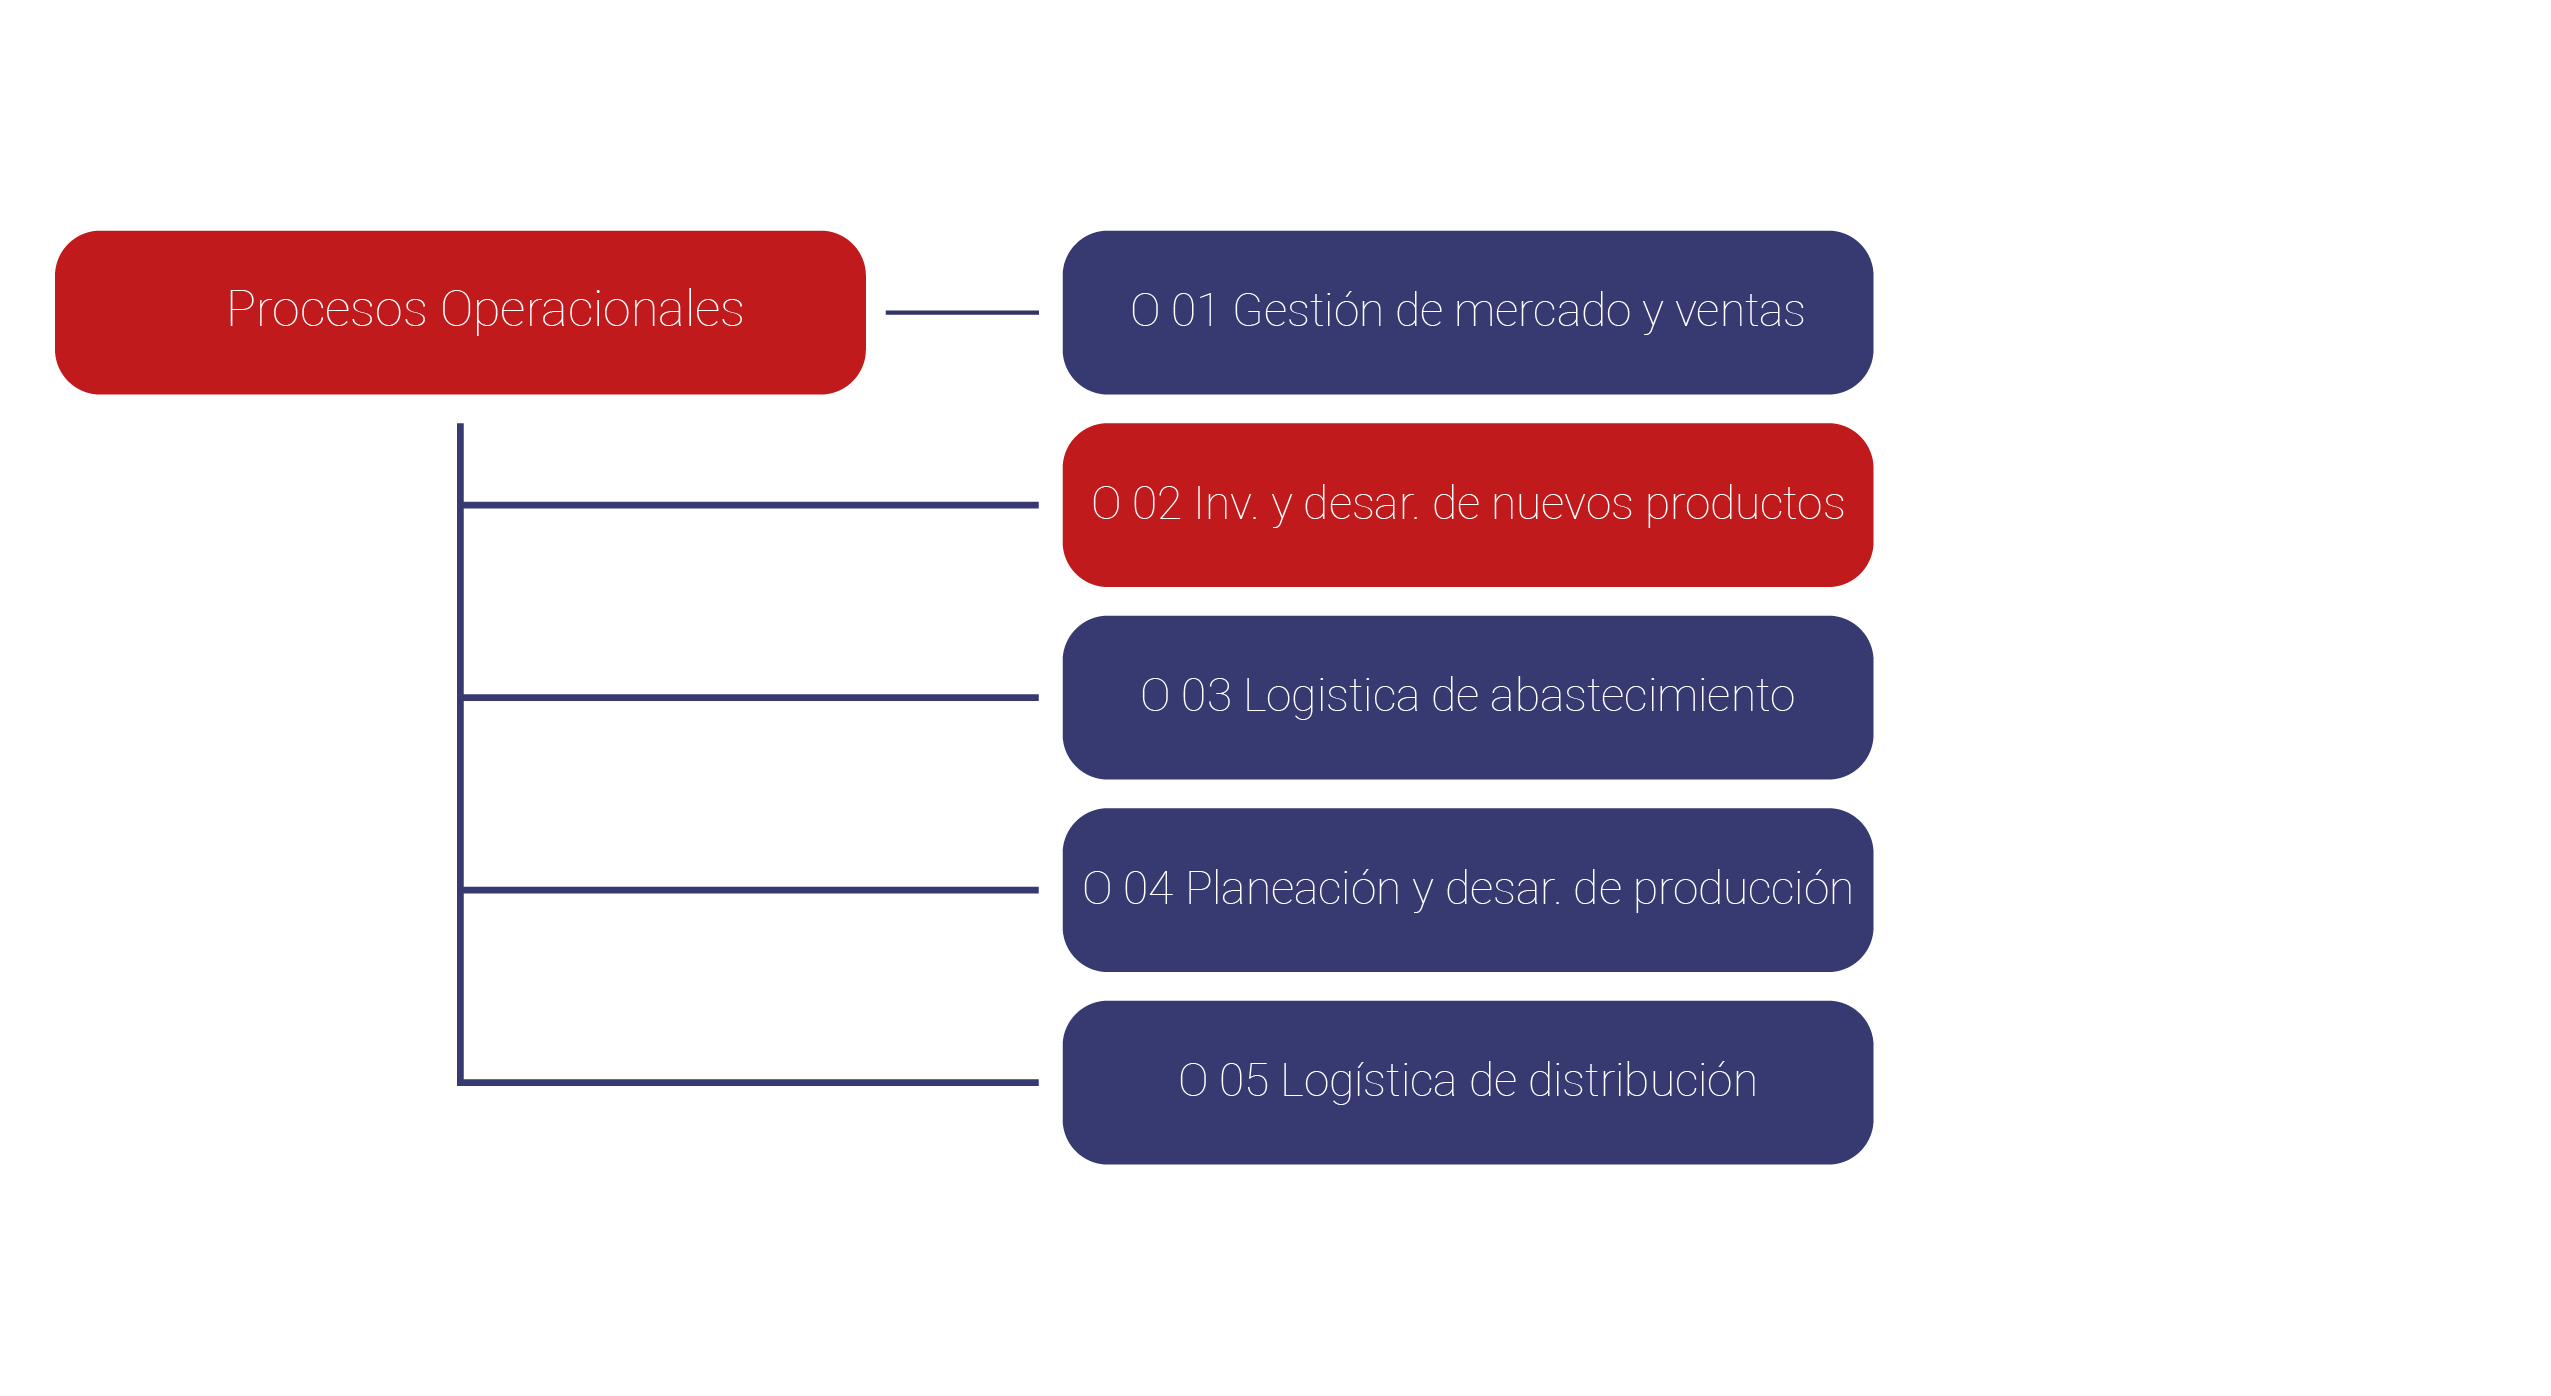 Procesos Operacionales
O 01 Gestión de mercado y ventas
O 02 Inv. y desar. de nuevos productos
O 03 Logistica de abastecimiento
O 04 Planeación y desar. de producción
O 05 Logística de distribución